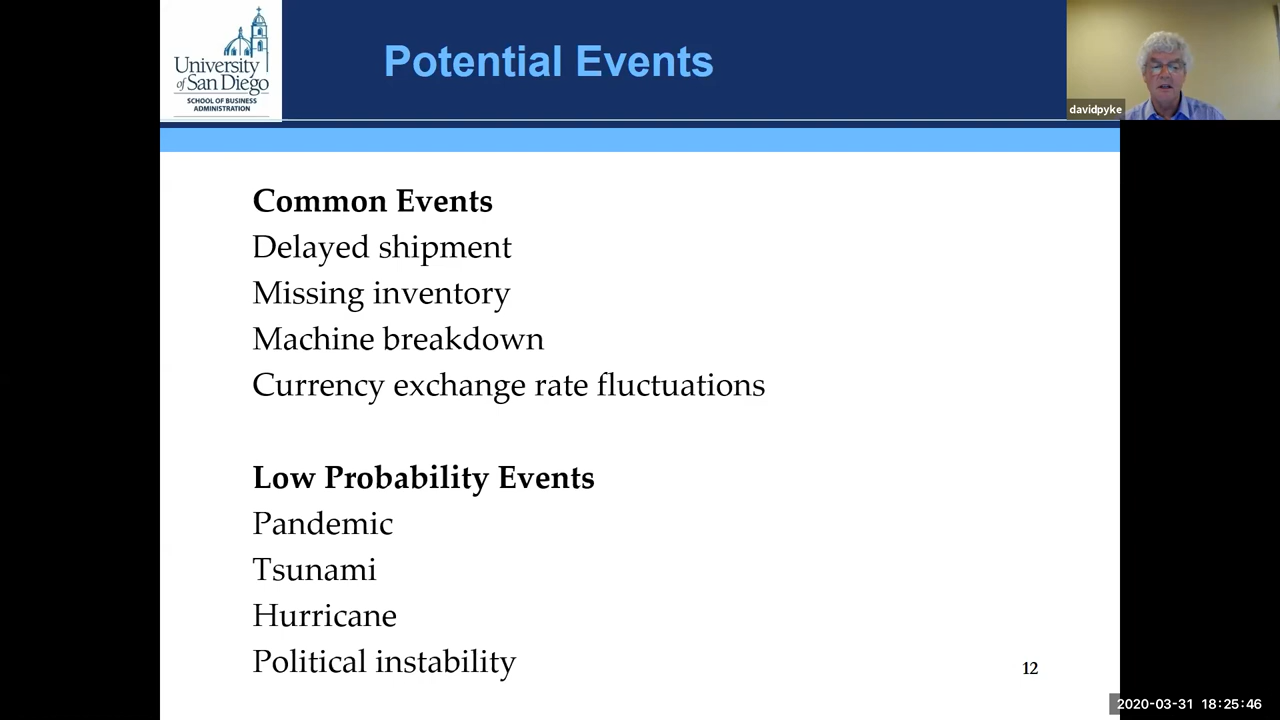 University
of San Diego
SCHOOL OF BUSINESS
ADMINISTRATION
Potential Events
davidpyke
Common Events
Delayed shipment
Missing inventory
Machine breakdown
Currency exchange rate fluctuations
Low Probability Events
Pandemic
Tsunami
Hurricane
Political instability
12
2020-03-31 18:25:46